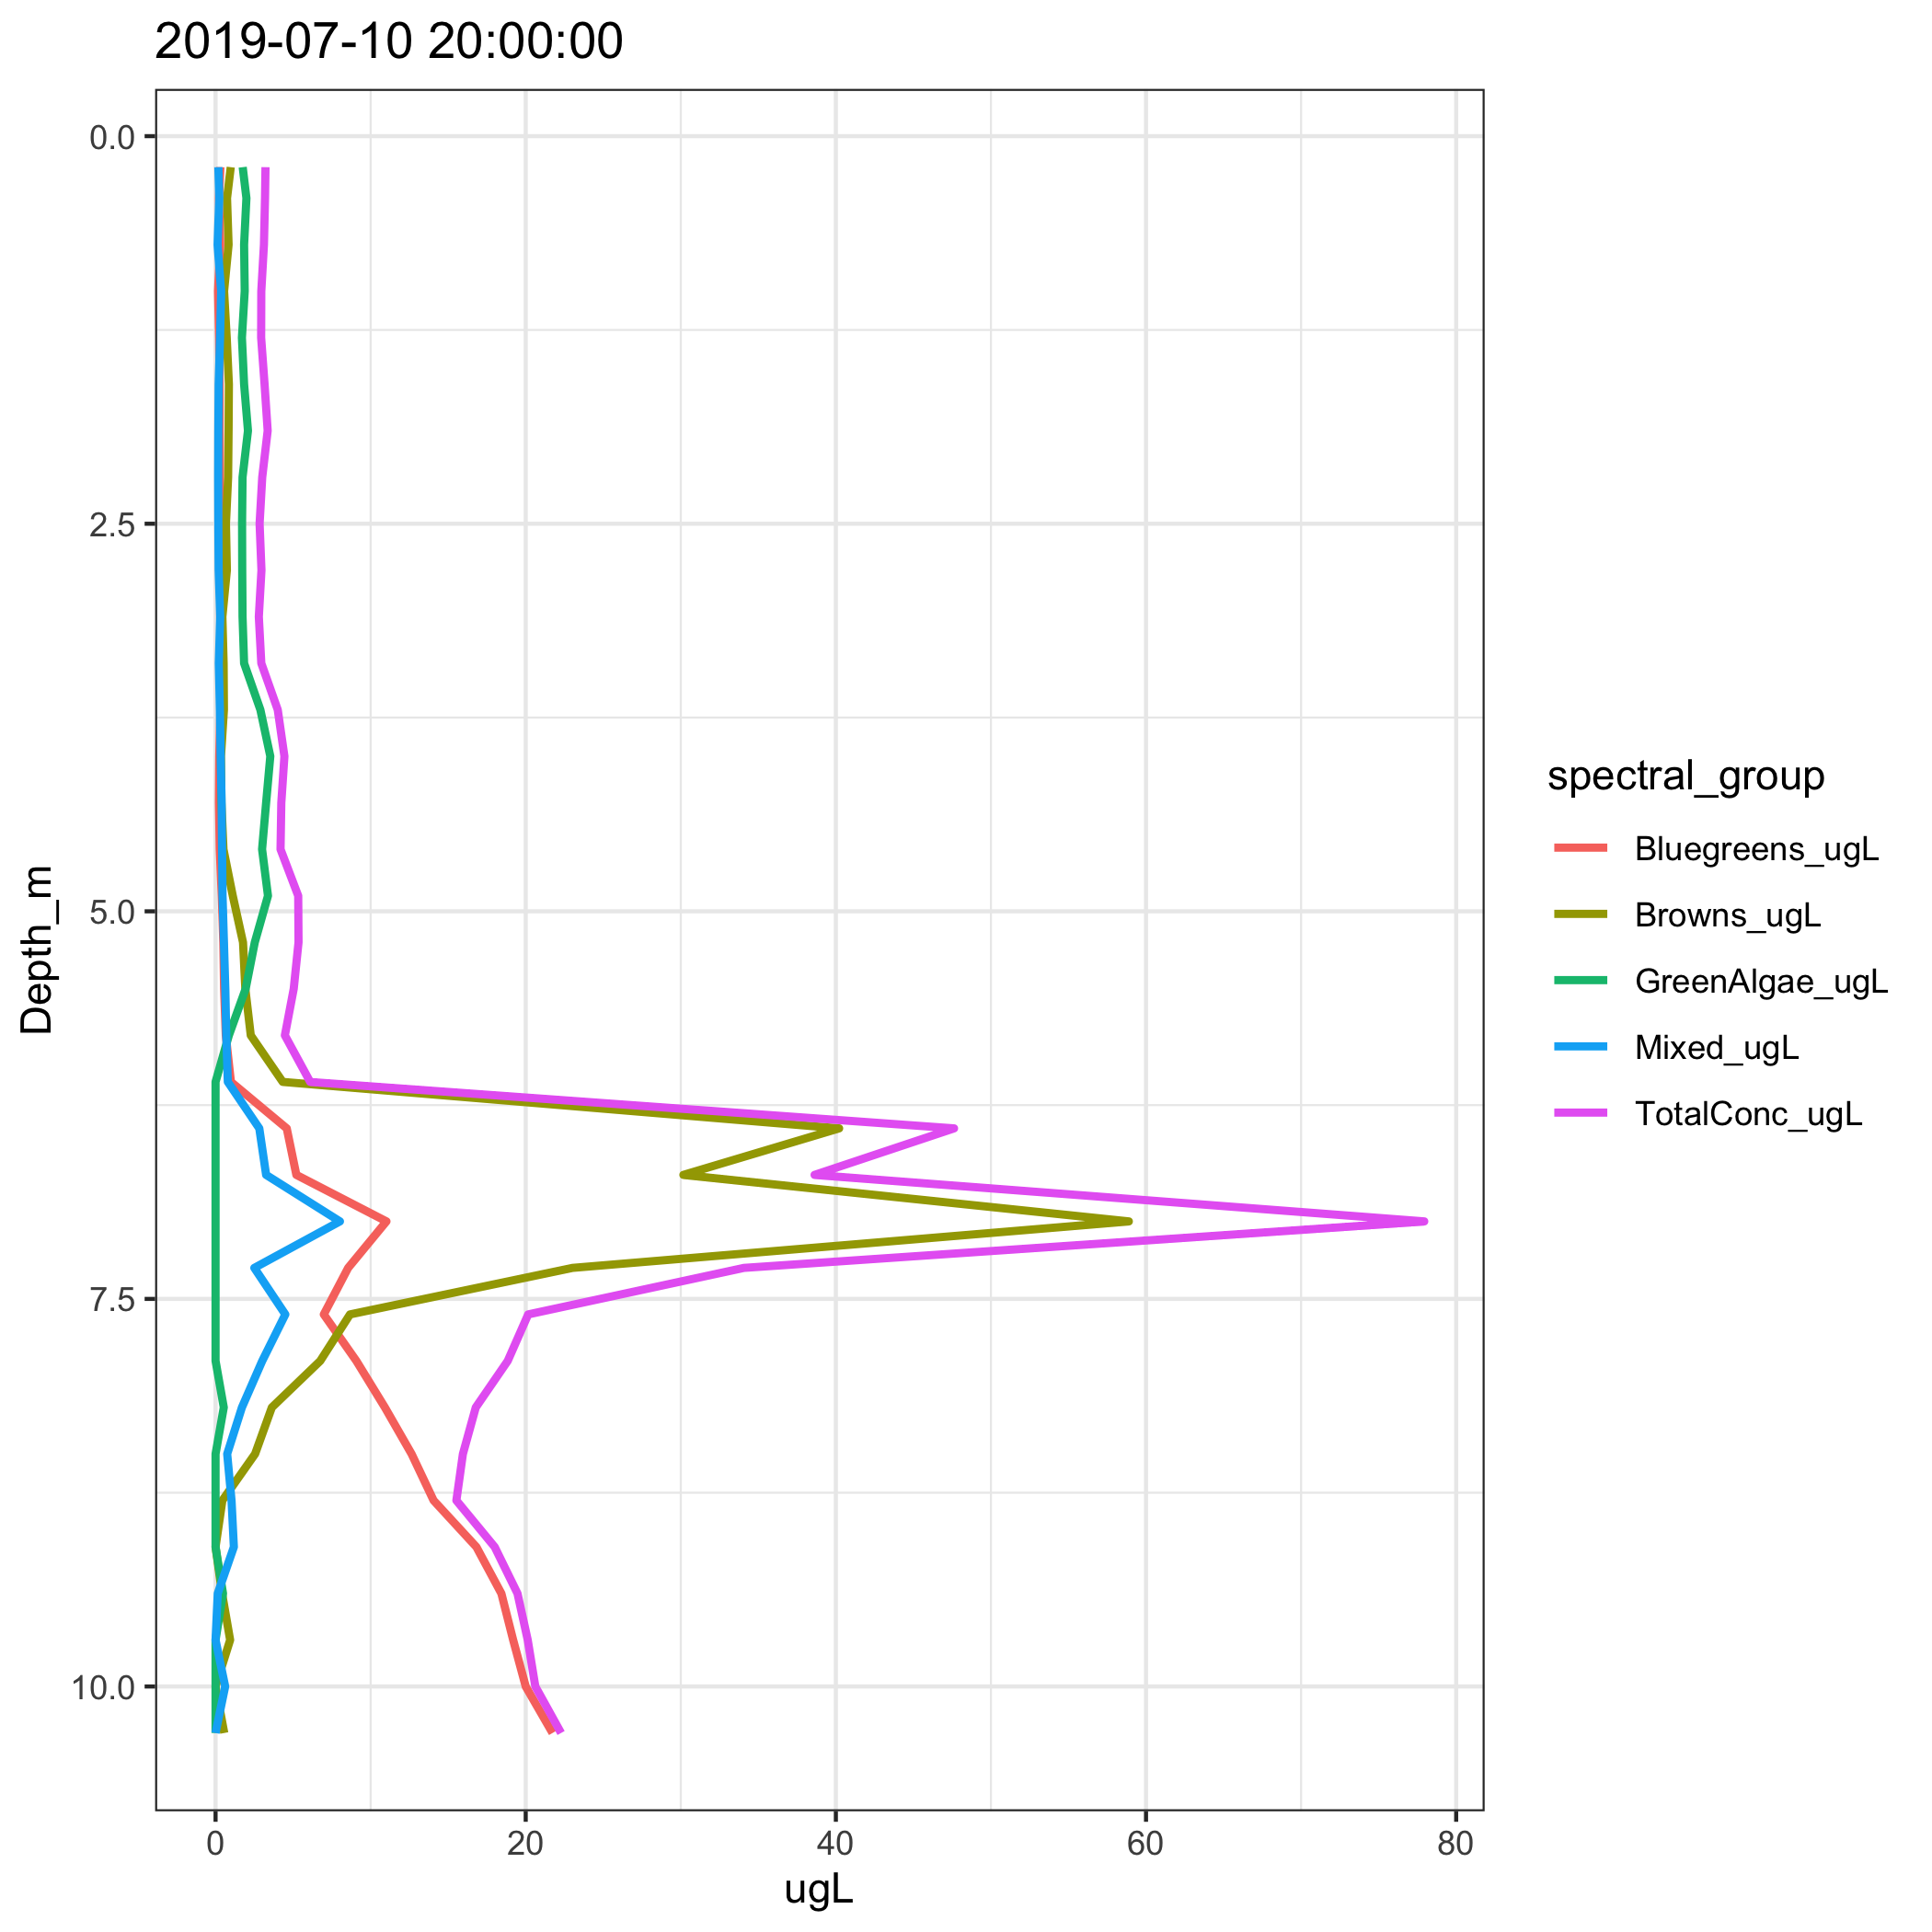 2019-07-10 20:00:00
0.0
2.5
5.0
7.5
10.0
Depth_m
0 20 40 60 80
ugL
spectral_group
Bluegreens_ugL
Browns_ugL
GreenAlgae_ugL
Mixed_ugL
TotalConc_ugL